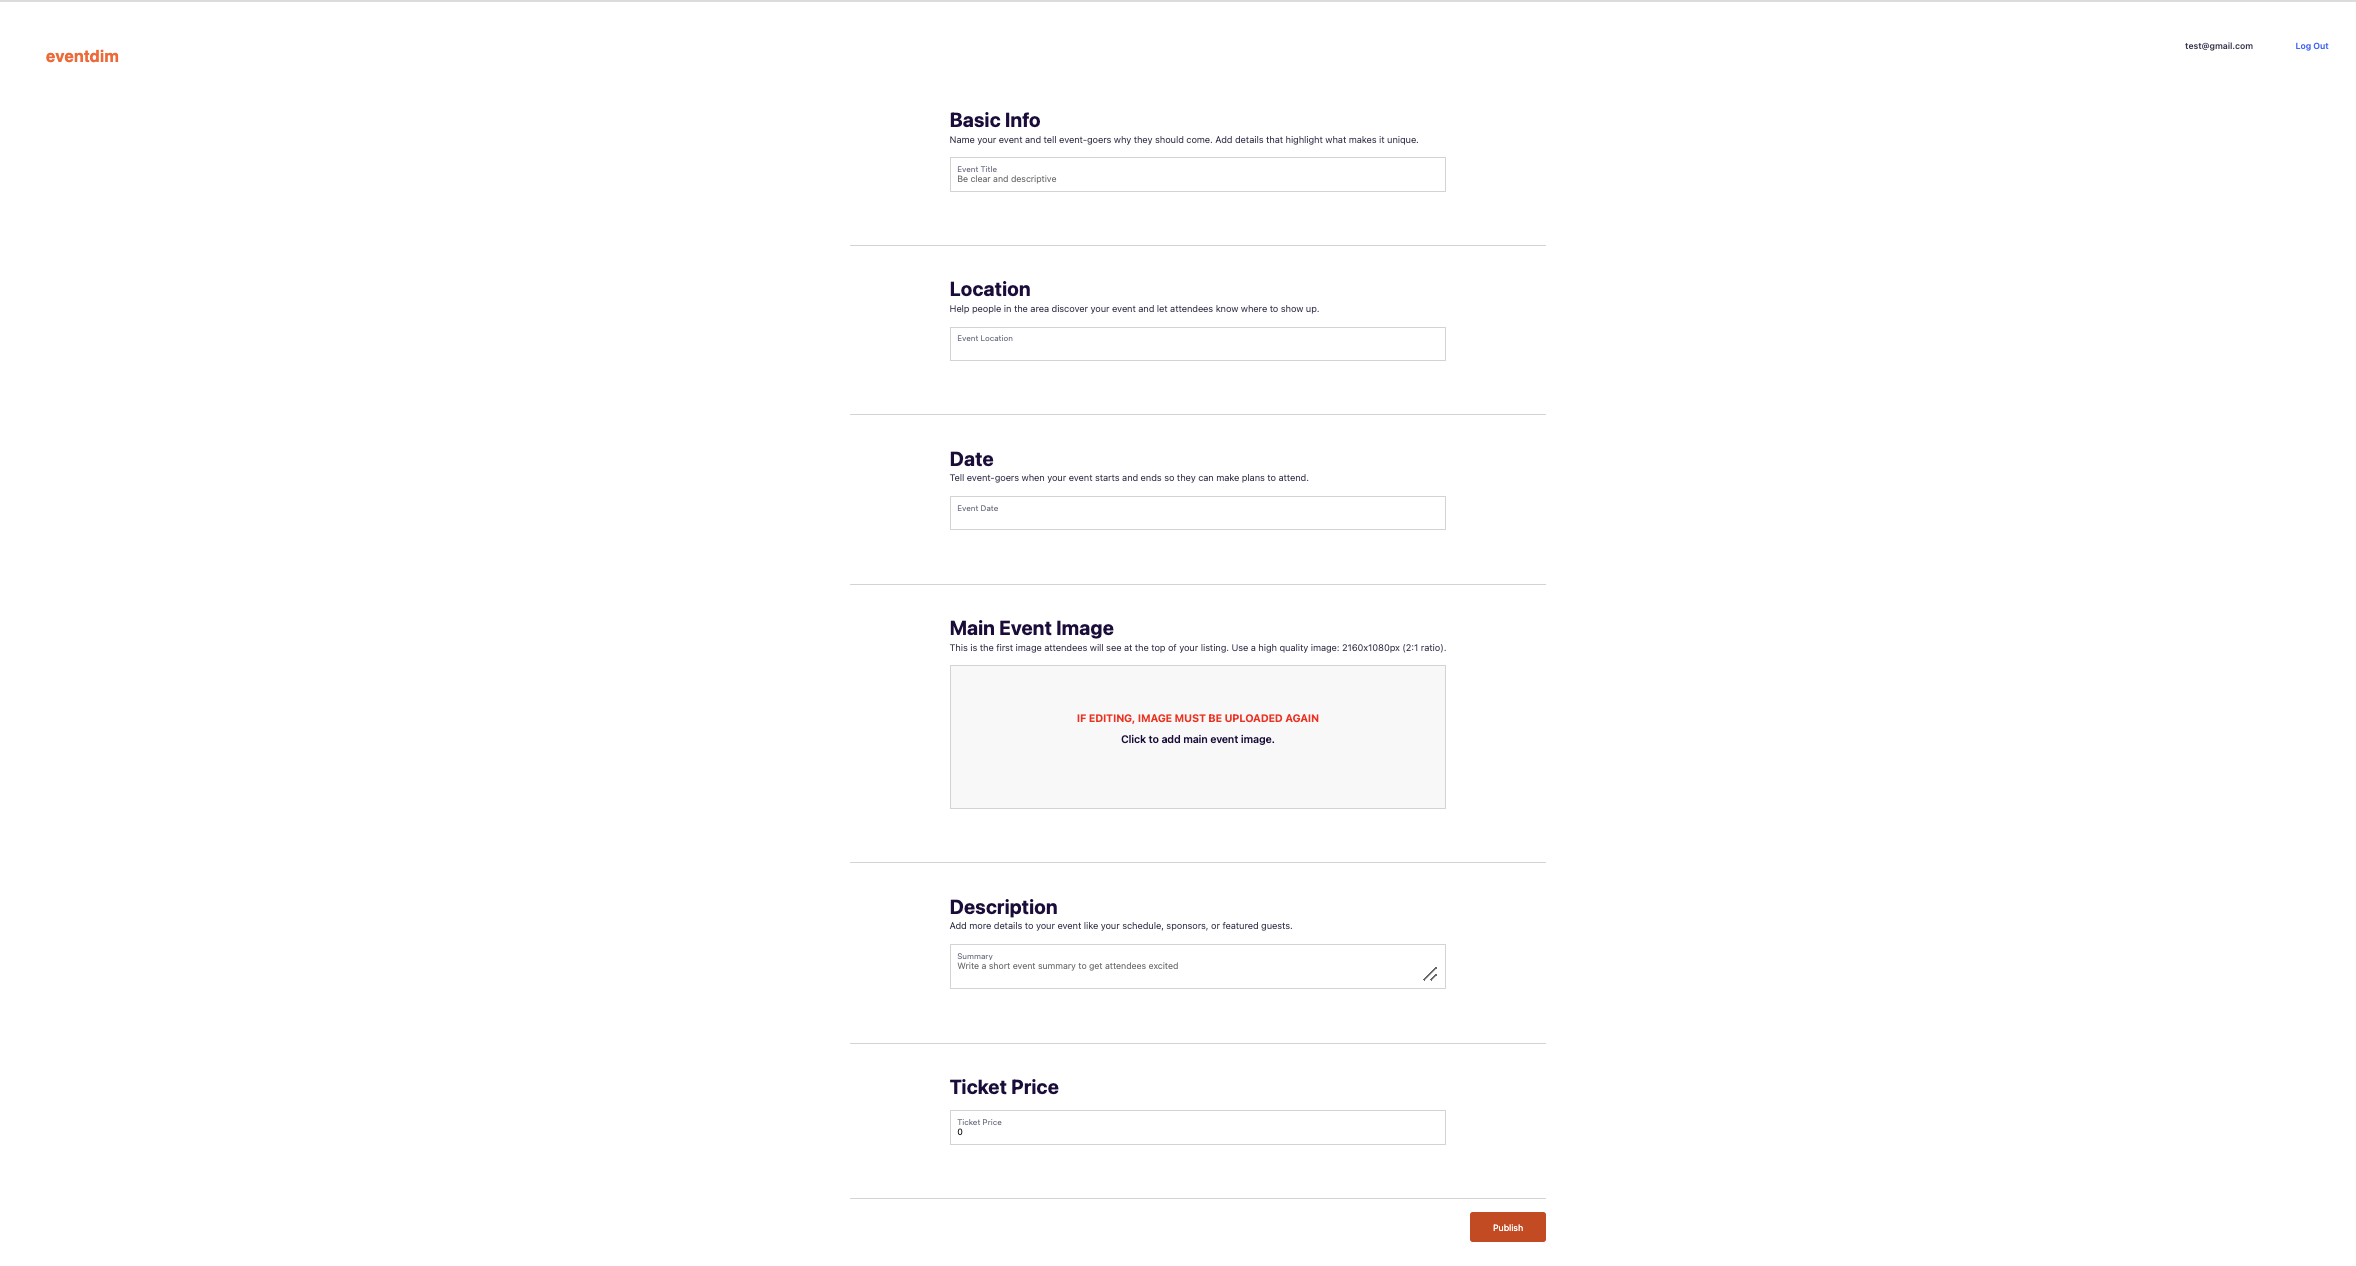 eventdim
test@gmail.com
Log Out
Basic Info
Name your event and tell event-goers why they should come. Add details that highlight what makes it unique.
Event Title
Be clear and descriptive
Location
Help people in the area discover your event and let attendees know where to show up.
Event Location
Date
Tell event-goers when your event starts and ends so they can make plans to attend.
Event Date
Main Event Image
This is the first image attendees will see at the top of your listing. Use a high quality image: 2160x1080px (2:1 ratio).
IF EDITING, IMAGE MUST BE UPLOADED AGAIN
Click to add main event image.
Description
Add more details to your event like your schedule, sponsors, or featured guests.
Summary
Write a short event summary to get attendees excited
Ticket Price
Ticket Price
0
Publish